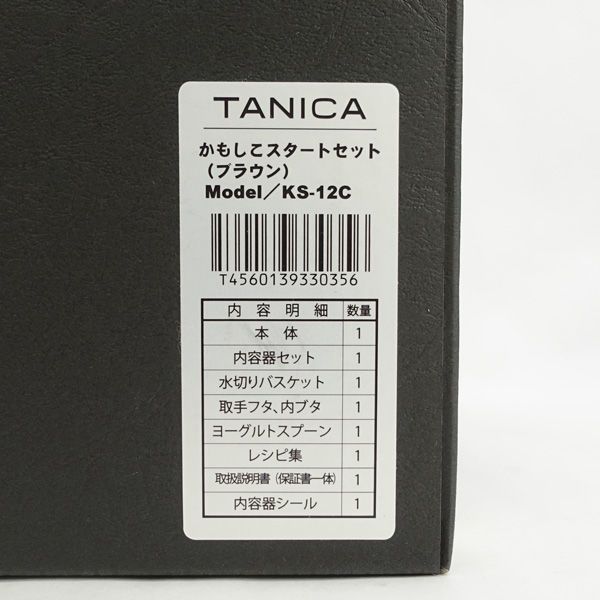 TANICA
かもしこスタートセット
（ブラウン）
Model／KS-12C
T4560139330356
内容明細 数量
本体 1
内容器セット 1
水切りバスケット 1
取手フタ、内ブタ 1
ヨーグルトスプーン 1
レシピ集 1
取扱説明書（保証書一体） 1
内容器シール 1